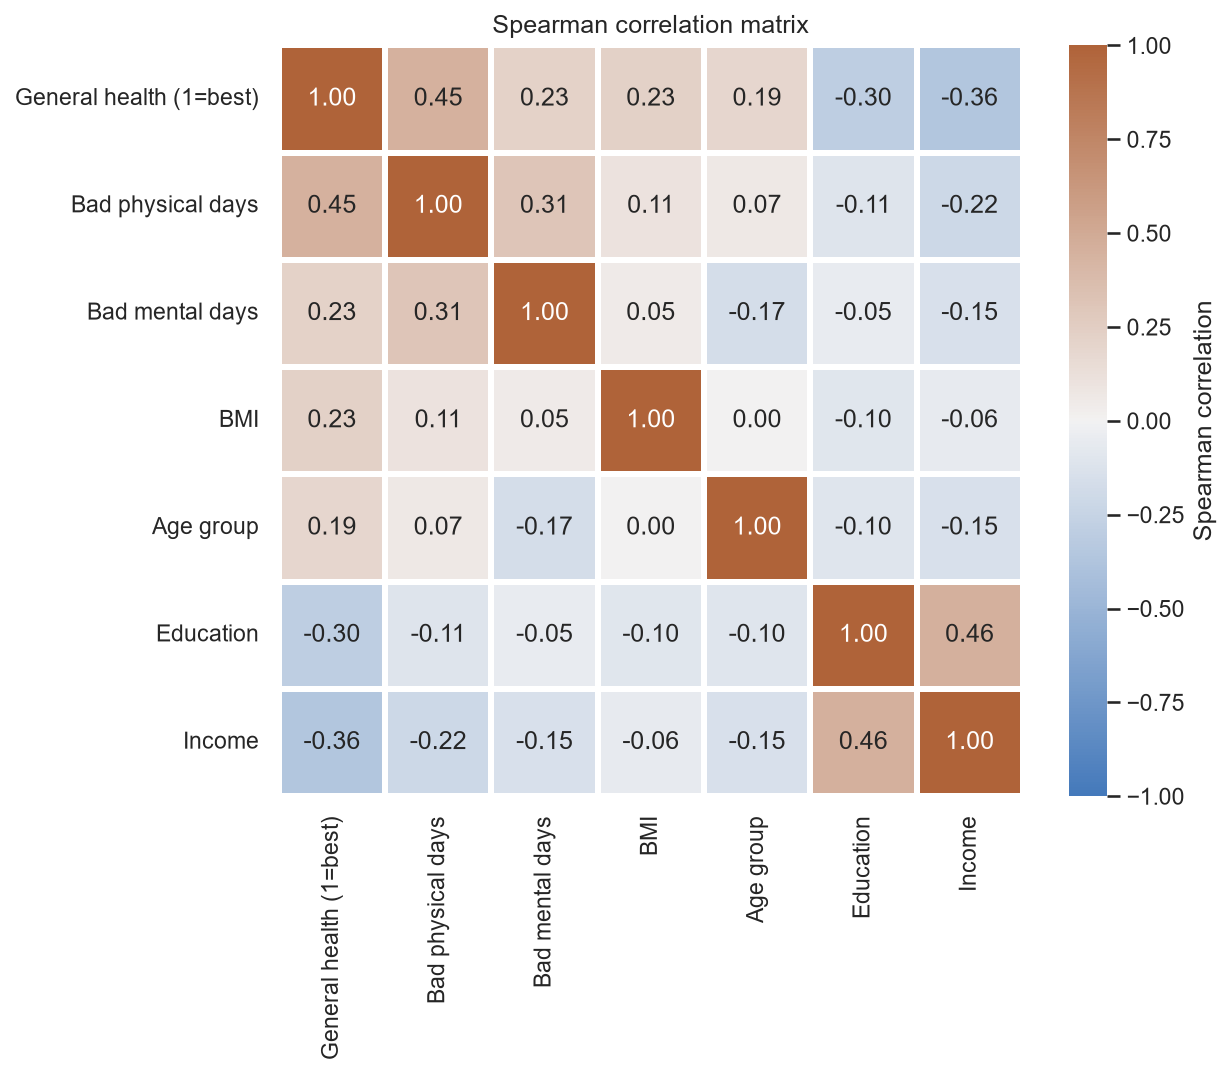 Spearman correlation matrix
General health (1=best) 1.00 0.45 0.23 0.23 0.19 -0.30 -0.36
Bad physical days 0.45 1.00 0.31 0.11 0.07 -0.11 -0.22
Bad mental days 0.23 0.31 1.00 0.05 -0.17 -0.05 -0.15
BMI 0.23 0.11 0.05 1.00 0.00 -0.10 -0.06
Age group 0.19 0.07 -0.17 0.00 1.00 -0.10 -0.15
Education -0.30 -0.11 -0.05 -0.10 -0.10 1.00 0.46
Income -0.36 -0.22 -0.15 -0.06 -0.15 0.46 1.00
General health (1=best)
Bad physical days
Bad mental days
BMI
Age group
Education
Income
1.00
0.75
0.50
0.25
0.00
−0.25
−0.50
−0.75
−1.00
Spearman correlation